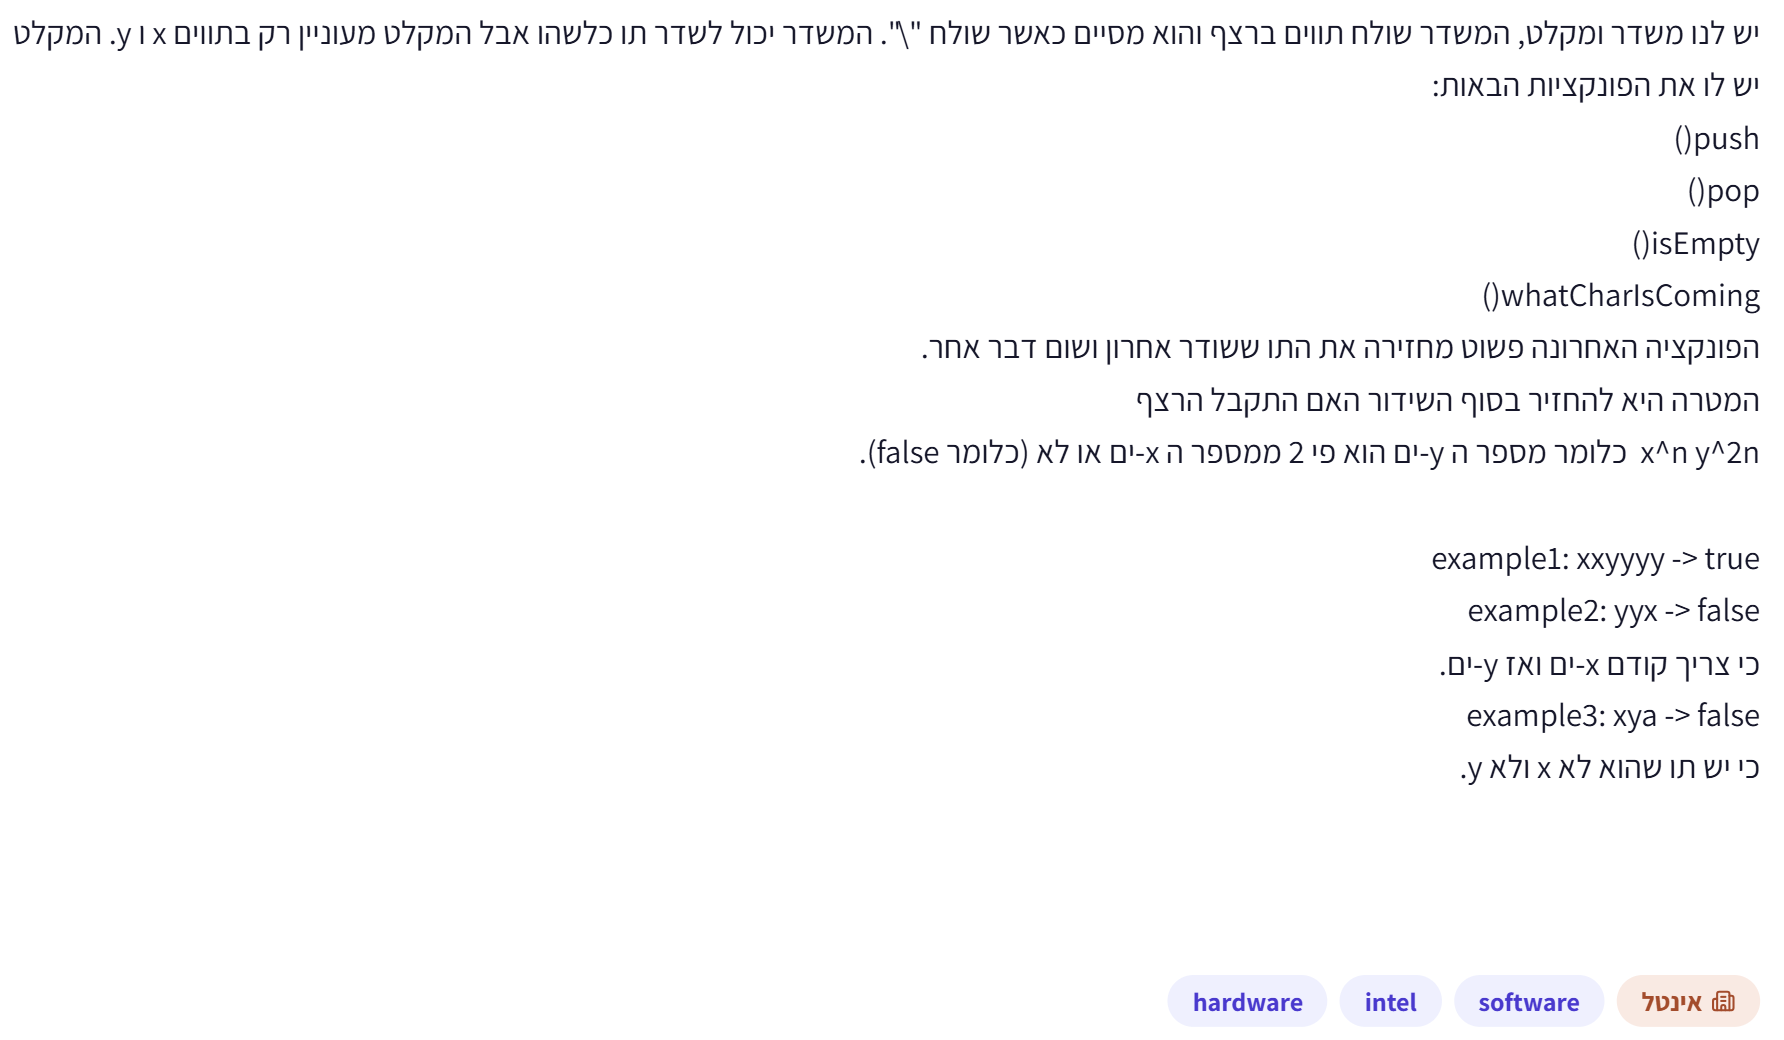 יש לנו משדר ומקלט, המשדר שולח תווים ברצף והוא מסיים כאשר שולח "\". המשדר יכול לשדר תו כלשהו אבל המקלט מעוניין רק בתווים x ו y. המקלט
יש לו את הפונקציות הבאות:
push()
pop()
isEmpty()
whatCharIsComing()
הפונקציה האחרונה פשוט מחזירה את התו ששודר אחרון ושום דבר אחר.
המטרה היא להחזיר בסוף השידור האם התקבל הרצף
x^n y^2n כלומר מספר ה y-ים הוא פי 2 ממספר ה x-ים או לא (כלומר false).
example1: xxyyyy -> true
example2: yyx -> false
כי צריך קודם x-ים ואז y-ים.
example3: xya -> false
כי יש תו שהוא לא x ולא y.
אינטל software intel hardware